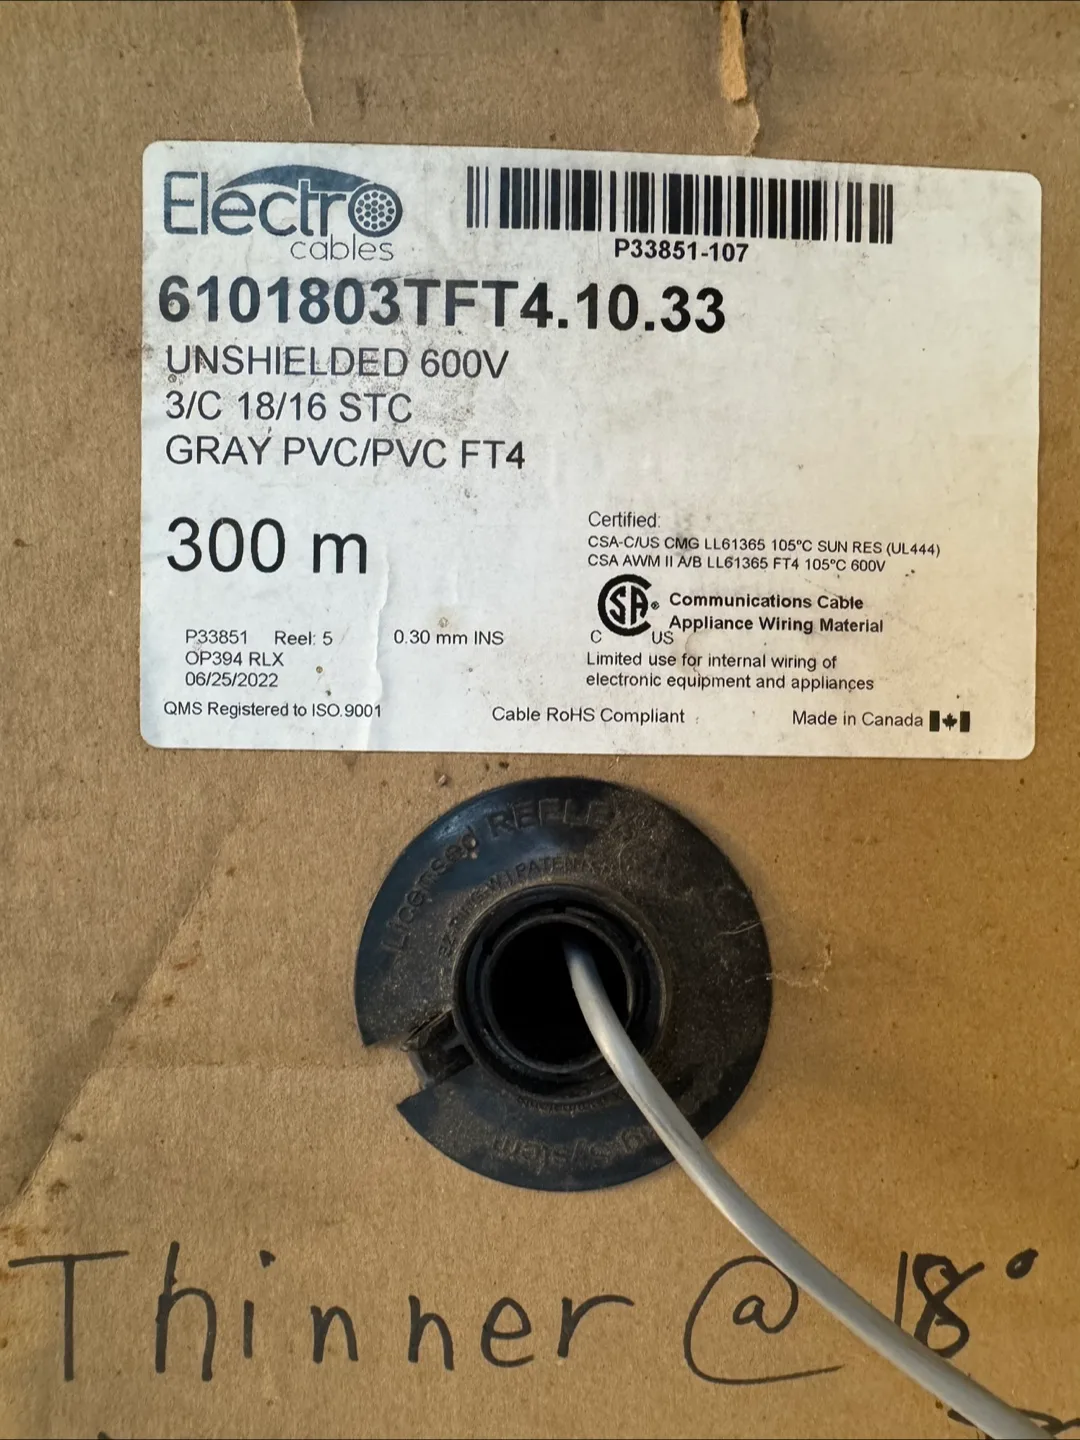 Electro
cables
P33851-107
6101803TFT4.10.33
UNSHIELDED 600V
3/C 18/16 STC
GRAY PVC/PVC FT4
300 m
Certified:
CSA-C/US CMG LL61365 105°C SUN RES (UL444)
CSA AWM II A/B LL61365 FT4 105°C 600V
SA® Communications Cable
C US Appliance Wiring Material
Limited use for internal wiring of
electronic equipment and appliances
P33851 Reel: 5 0.30 mm INS
OP394 RLX
06/25/2022
QMS Registered to ISO.9001
Cable RoHS Compliant
Made in Canada
Licensed REELEX
System
Thinner @ 18°